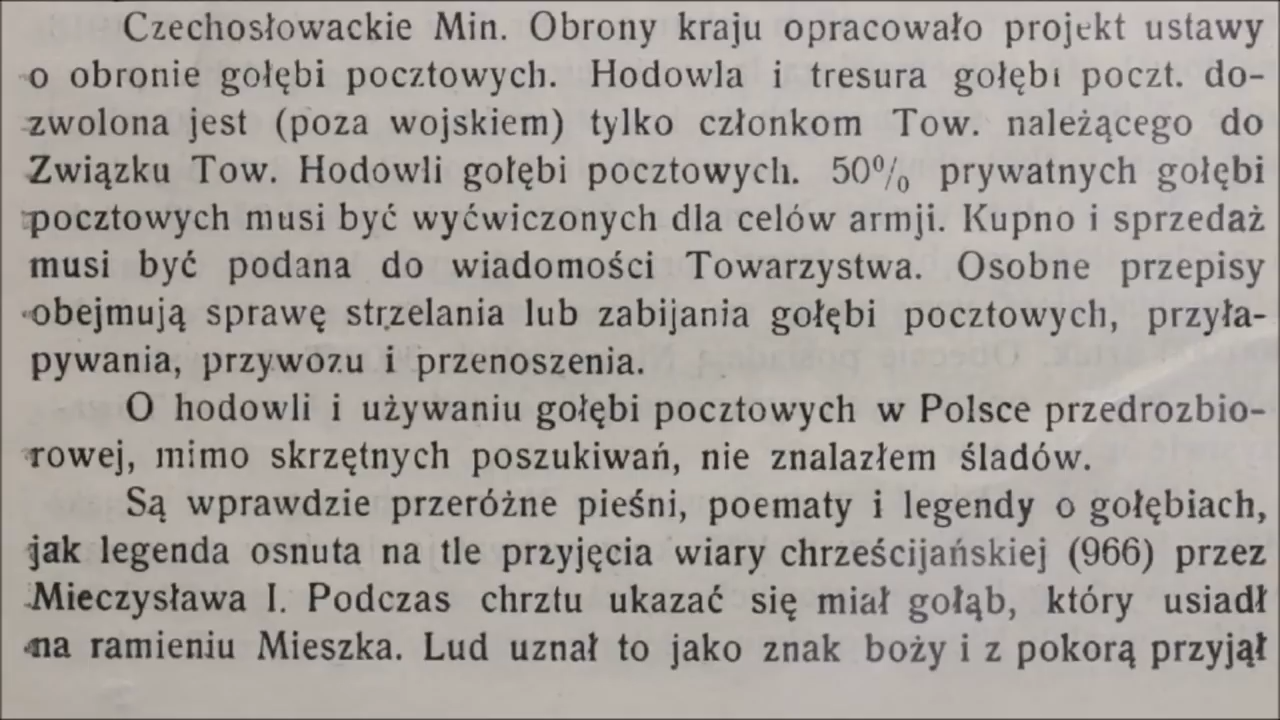 Czechosłowackie Min. Obrony kraju opracowało projekt ustawy
o obronie gołębi pocztowych. Hodowla i tresura gołębi poczt. do-
zwolona jest (poza wojskiem) tylko członkom Tow. należącego do
Związku Tow. Hodowli gołębi pocztowych. 50% prywatnych gołębi
pocztowych musi być wyćwiczonych dla celów armji. Kupno i sprzedaż
musi być podana do wiadomości Towarzystwa. Osobne przepisy
obejmują sprawę strzelania lub zabijania gołębi pocztowych, przyła-
pywania, przywozu i przenoszenia.
O hodowli i używaniu gołębi pocztowych w Polsce przedrozbio-
rowej, mimo skrzętnych poszukiwań, nie znalazłem śladów.
Są wprawdzie przeróżne pieśni, poematy i legendy o gołębiach,
jak legenda osnuta na tle przyjęcia wiary chrześcijańskiej (966) przez
Mieczysława I. Podczas chrztu ukazać się miał gołąb, który usiadł
na ramieniu Mieszka. Lud uznał to jako znak boży i z pokorą przyjął